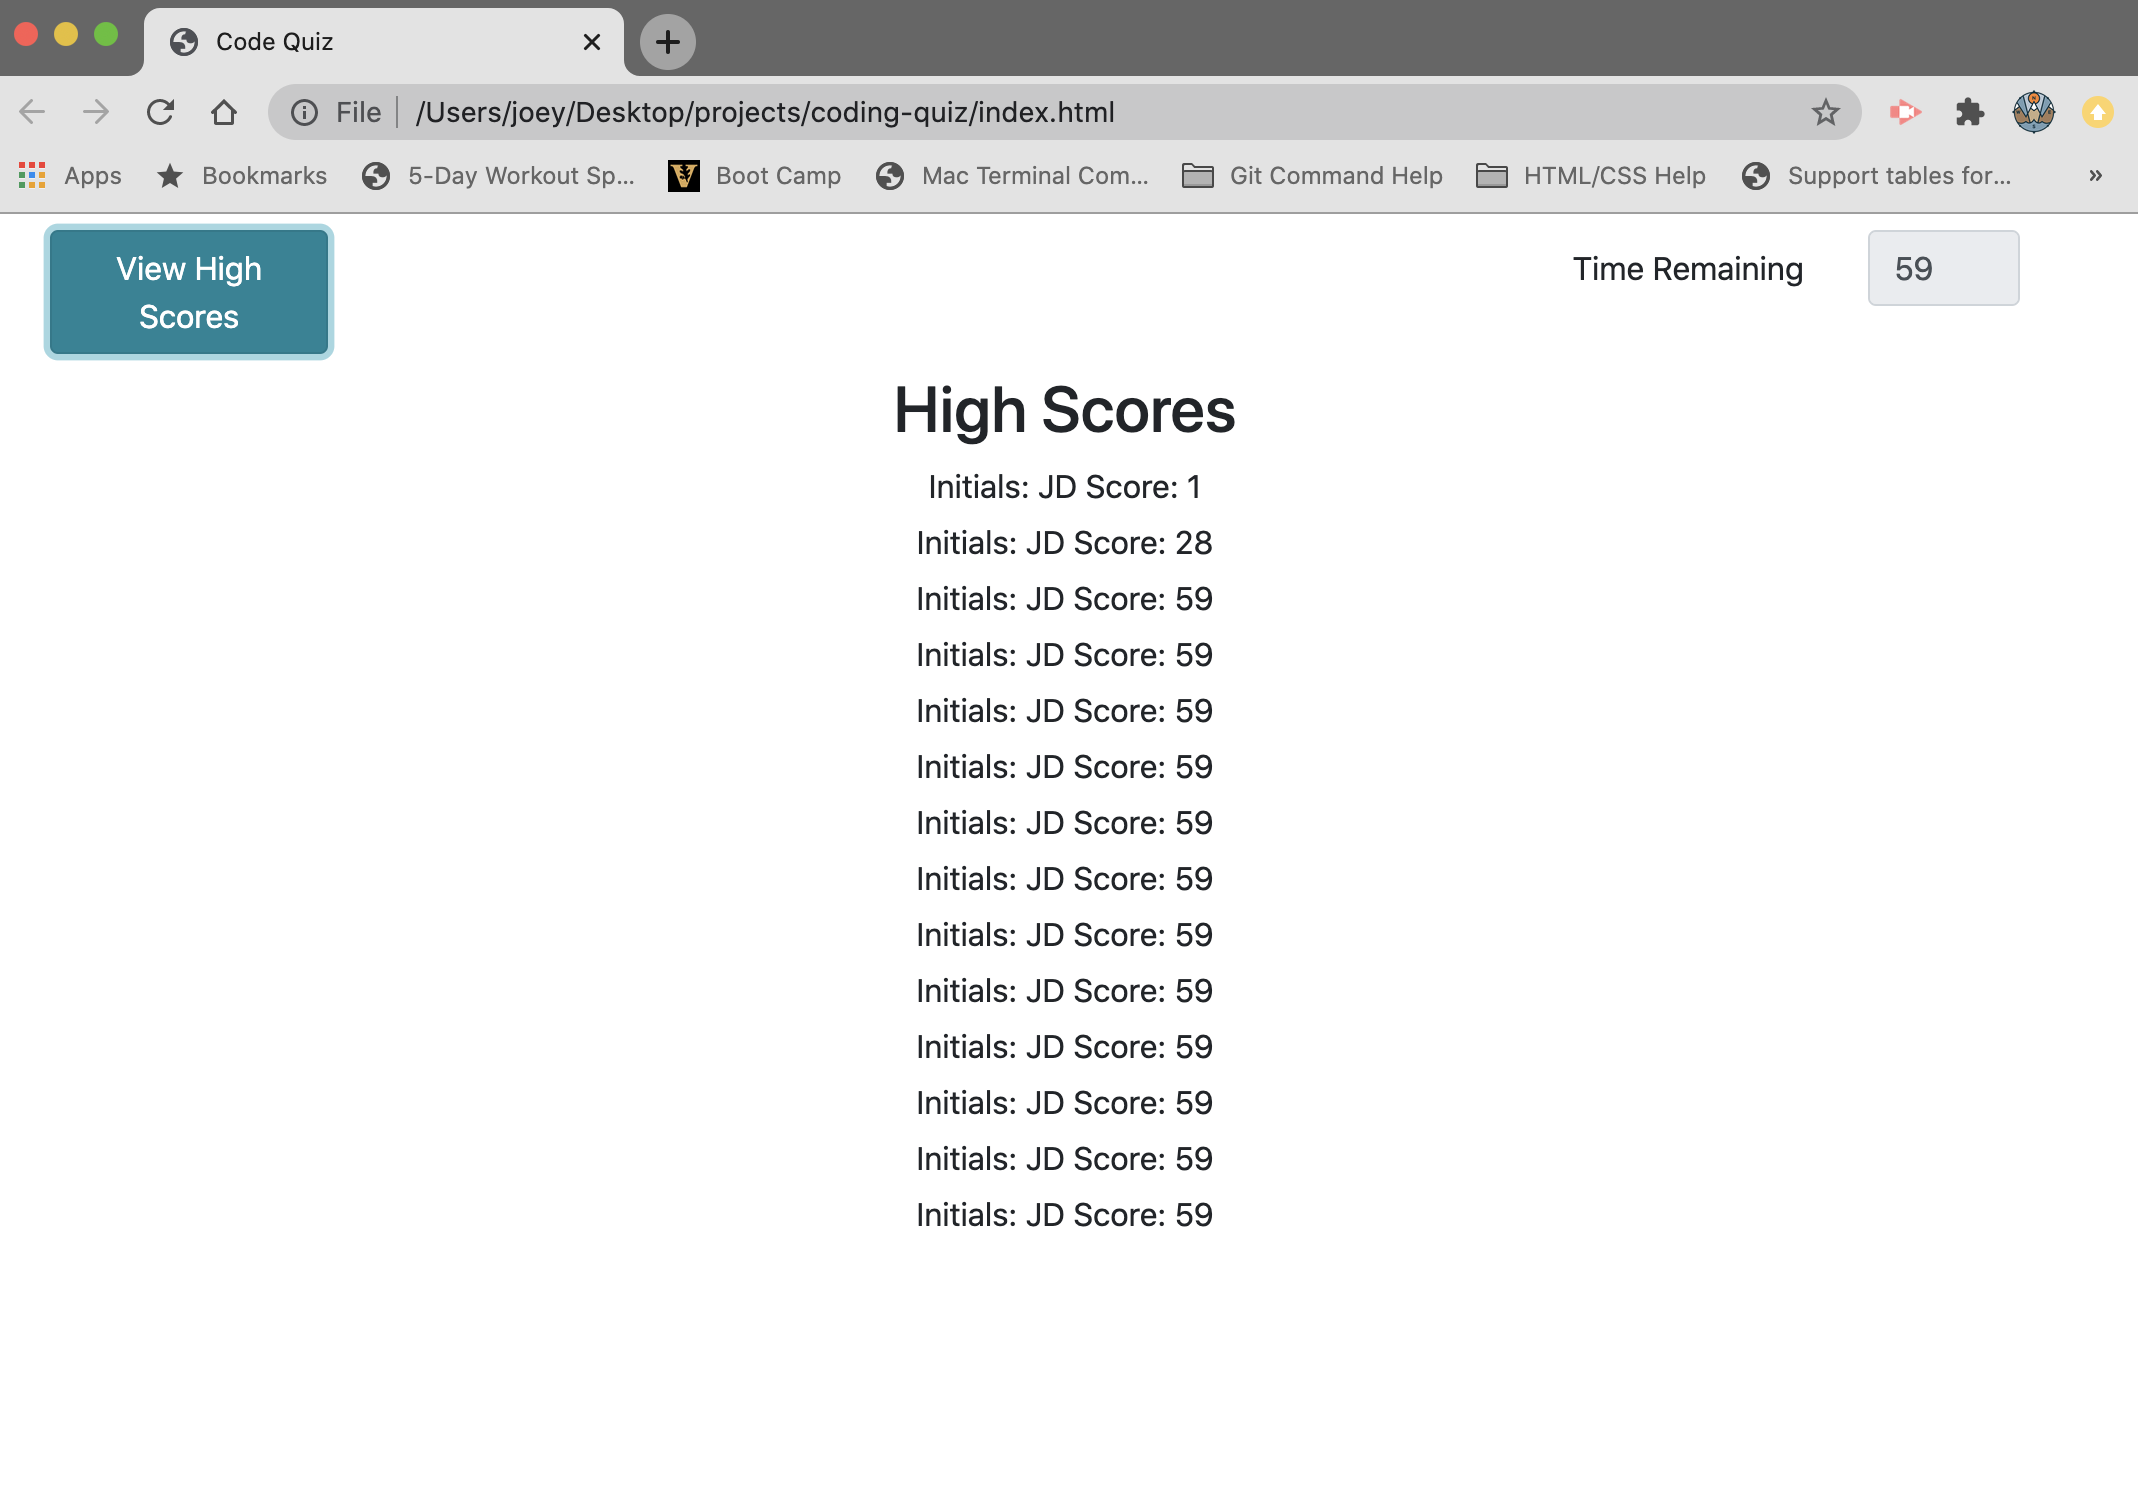 Code Quiz
File /Users/joey/Desktop/projects/coding-quiz/index.html
Apps Bookmarks 5-Day Workout Sp... Boot Camp Mac Terminal Com... Git Command Help HTML/CSS Help Support tables for... »
View High
Scores
Time Remaining 59
High Scores
Initials: JD Score: 1
Initials: JD Score: 28
Initials: JD Score: 59
Initials: JD Score: 59
Initials: JD Score: 59
Initials: JD Score: 59
Initials: JD Score: 59
Initials: JD Score: 59
Initials: JD Score: 59
Initials: JD Score: 59
Initials: JD Score: 59
Initials: JD Score: 59
Initials: JD Score: 59
Initials: JD Score: 59